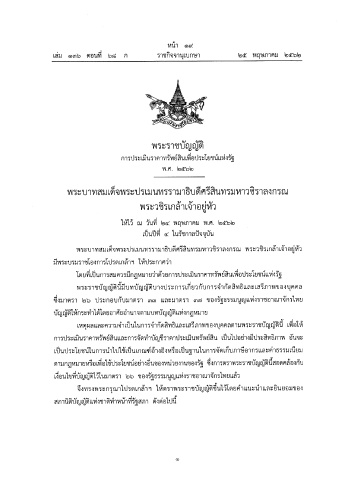 หน้า ๑๙
เล่ม ๑๓๖ ตอนที่ ๖๘ ก ราชกิจจานุเบกษา ๒๕ พฤษภาคม ๒๕๖๒
พระราชบัญญัติ
การประเมินราคาทรัพย์สินเพื่อประโยชน์แห่งรัฐ
พ.ศ. ๒๕๖๒
พระบาทสมเด็จพระปรเมนทรรามาธิบดีศรีสินทรมหาวชิราลงกรณ
พระวชิรเกล้าเจ้าอยู่หัว
ให้ไว้ ณ วันที่ ๒๔ พฤษภาคม พ.ศ. ๒๕๖๒
เป็นปีที่ ๔ ในรัชกาลปัจจุบัน
พระบาทสมเด็จพระปรเมนทรรามาธิบดีศรีสินทรมหาวชิราลงกรณ พระวชิรเกล้าเจ้าอยู่หัว
มีพระบรมราชโองการโปรดเกล้าฯ ให้ประกาศว่า
โดยที่เป็นการสมควรมีกฎหมายว่าด้วยการประเมินราคาทรัพย์สินเพื่อประโยชน์แห่งรัฐ
พระราชบัญญัตินี้มีบทบัญญัติบางประการเกี่ยวกับการจำกัดสิทธิและเสรีภาพของบุคคล
ซึ่งมาตรา ๒๖ ประกอบกับมาตรา ๓๓ และมาตรา ๓๗ ของรัฐธรรมนูญแห่งราชอาณาจักรไทย
บัญญัติให้กระทำได้โดยอาศัยอำนาจตามบทบัญญัติแห่งกฎหมาย
เหตุผลและความจำเป็นในการจำกัดสิทธิและเสรีภาพของบุคคลตามพระราชบัญญัตินี้ เพื่อให้
การประเมินราคาทรัพย์สินและการจัดทำบัญชีราคาประเมินทรัพย์สิน เป็นไปอย่างมีประสิทธิภาพ อันจะ
เป็นประโยชน์ในการนำไปใช้เป็นเกณฑ์อ้างอิงหรือเป็นฐานในการจัดเก็บภาษีอากรและค่าธรรมเนียม
ตามกฎหมายหรือเพื่อใช้ประโยชน์อย่างอื่นของหน่วยงานของรัฐ ซึ่งการตราพระราชบัญญัตินี้สอดคล้องกับ
เงื่อนไขที่บัญญัติไว้ในมาตรา ๒๖ ของรัฐธรรมนูญแห่งราชอาณาจักรไทยแล้ว
จึงทรงพระกรุณาโปรดเกล้าฯ ให้ตราพระราชบัญญัติขึ้นไว้โดยคำแนะนำและยินยอมของ
สภานิติบัญญัติแห่งชาติทำหน้าที่รัฐสภา ดังต่อไปนี้